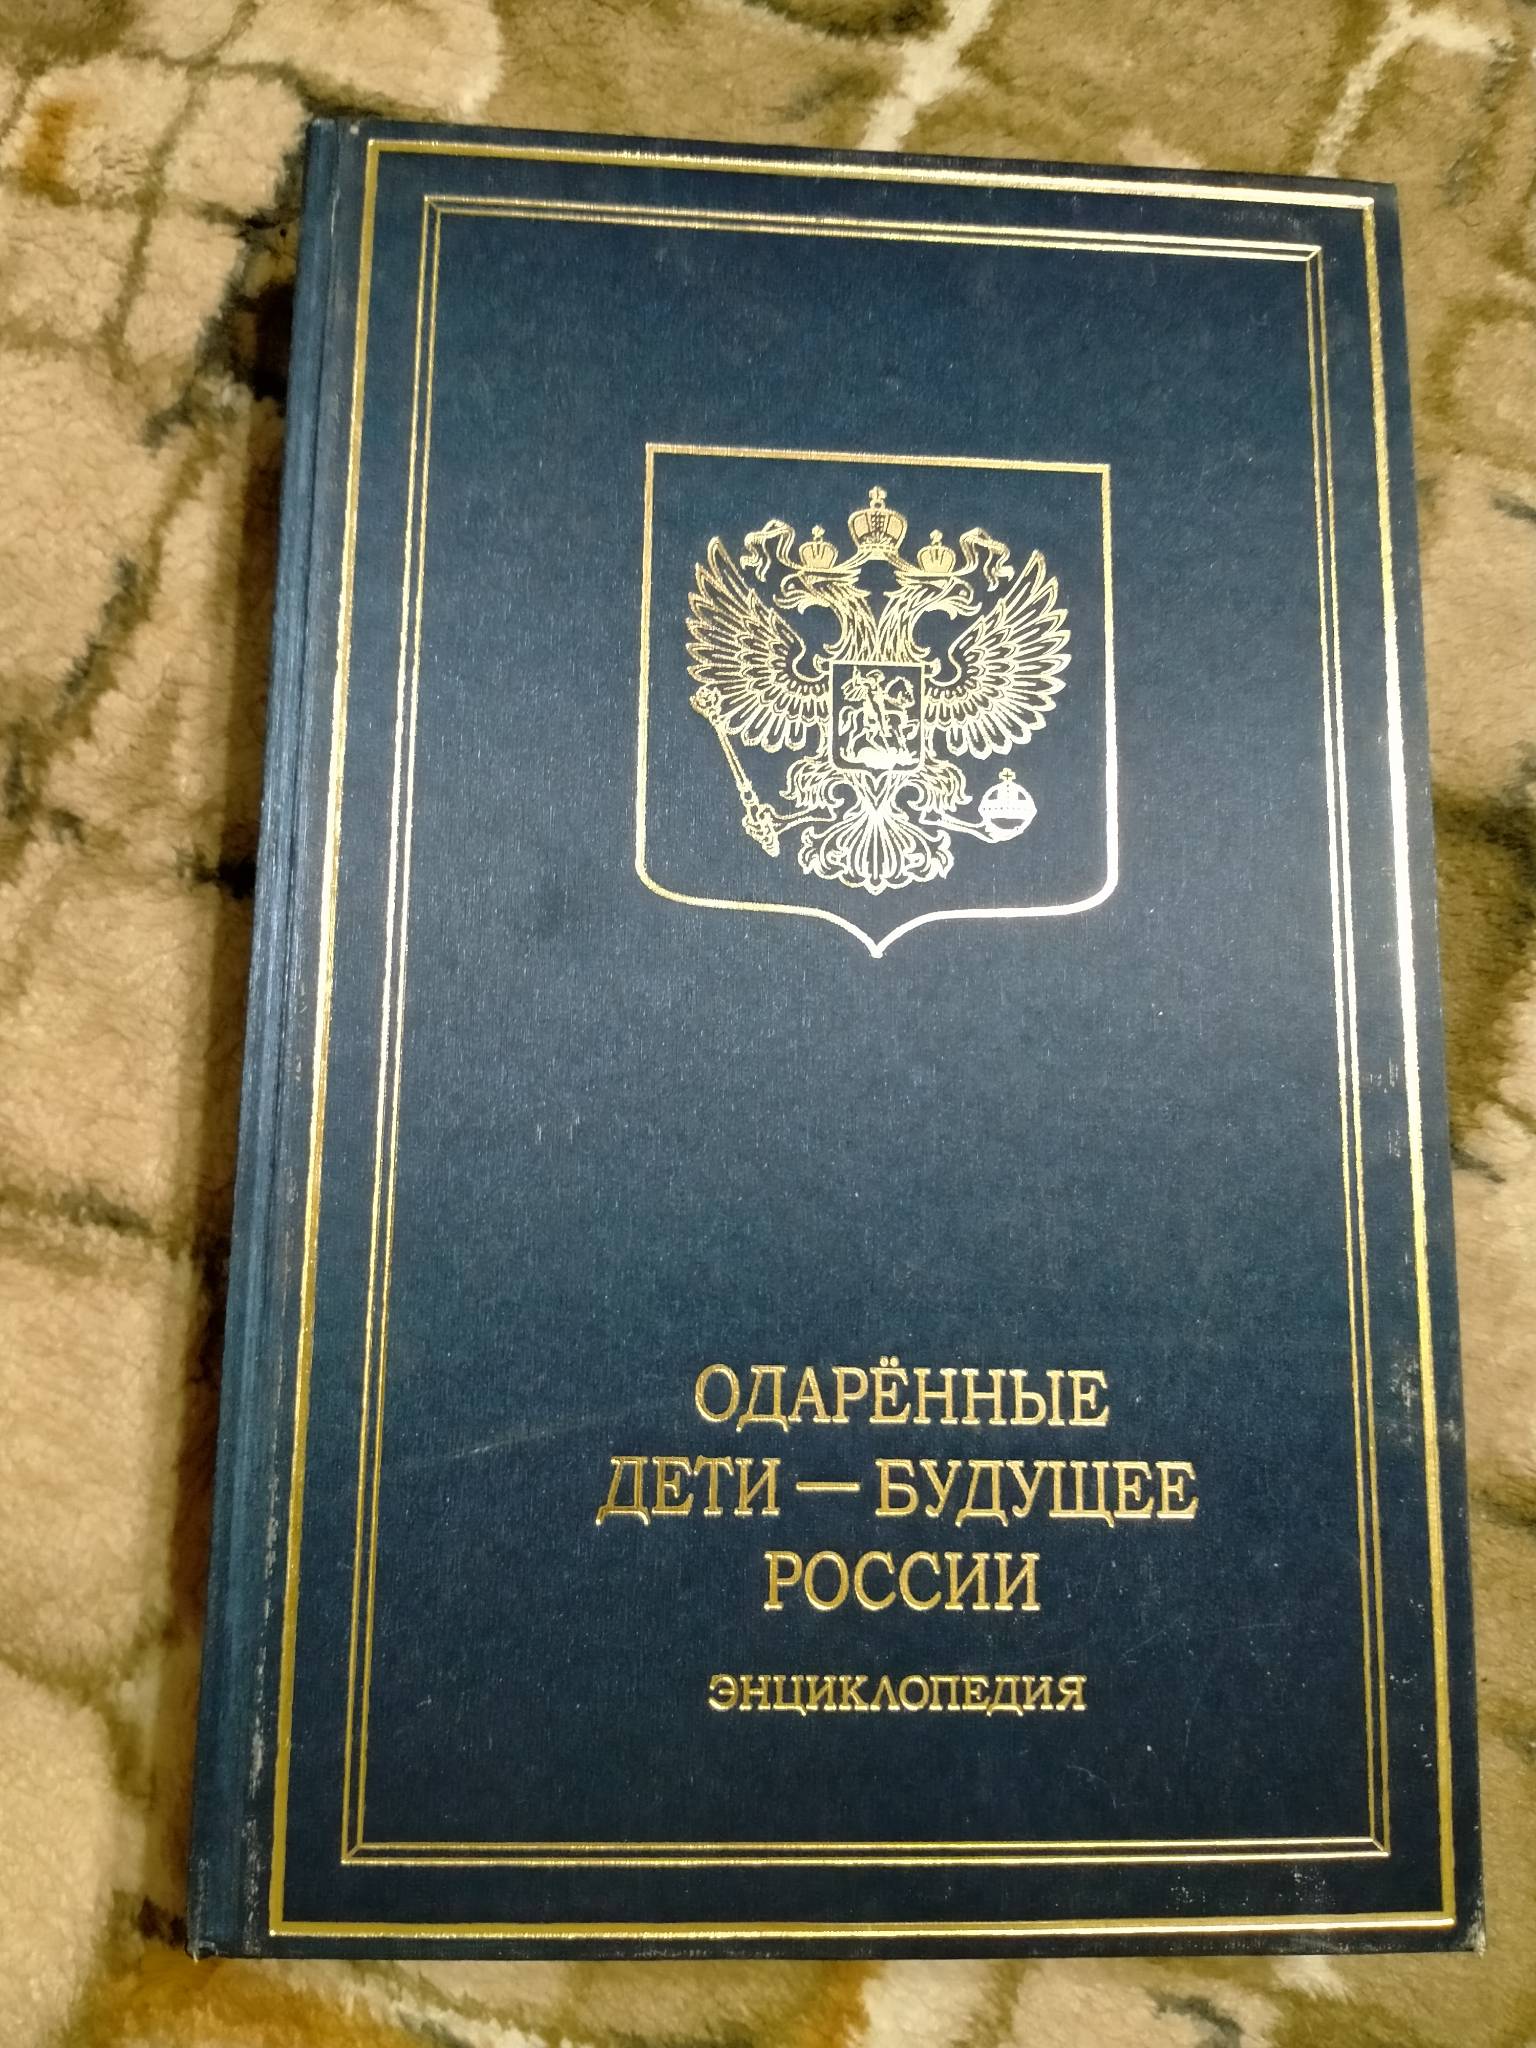 ОДАРЁННЫЕ
ДЕТИ — БУДУЩЕЕ
РОССИИ
ЭНЦИКЛОПЕДИЯ